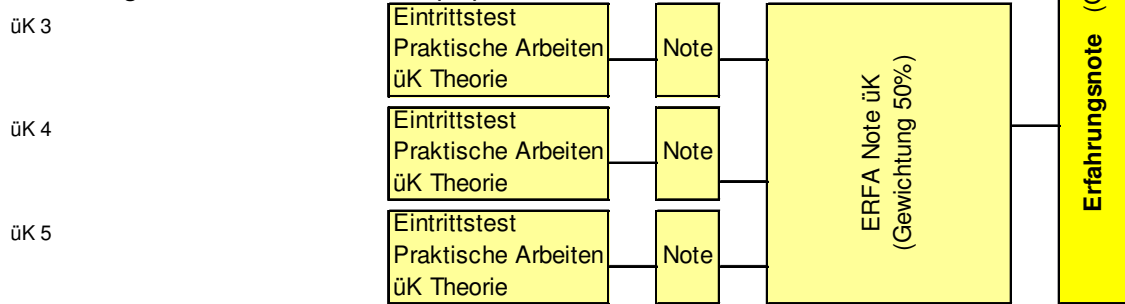 üK 3
Eintrittstest
Praktische Arbeiten
üK Theorie
Note
üK 4
Eintrittstest
Praktische Arbeiten
üK Theorie
Note
üK 5
Eintrittstest
Praktische Arbeiten
üK Theorie
Note
ERFA Note üK
(Gewichtung 50%)
Erfahrungsnote